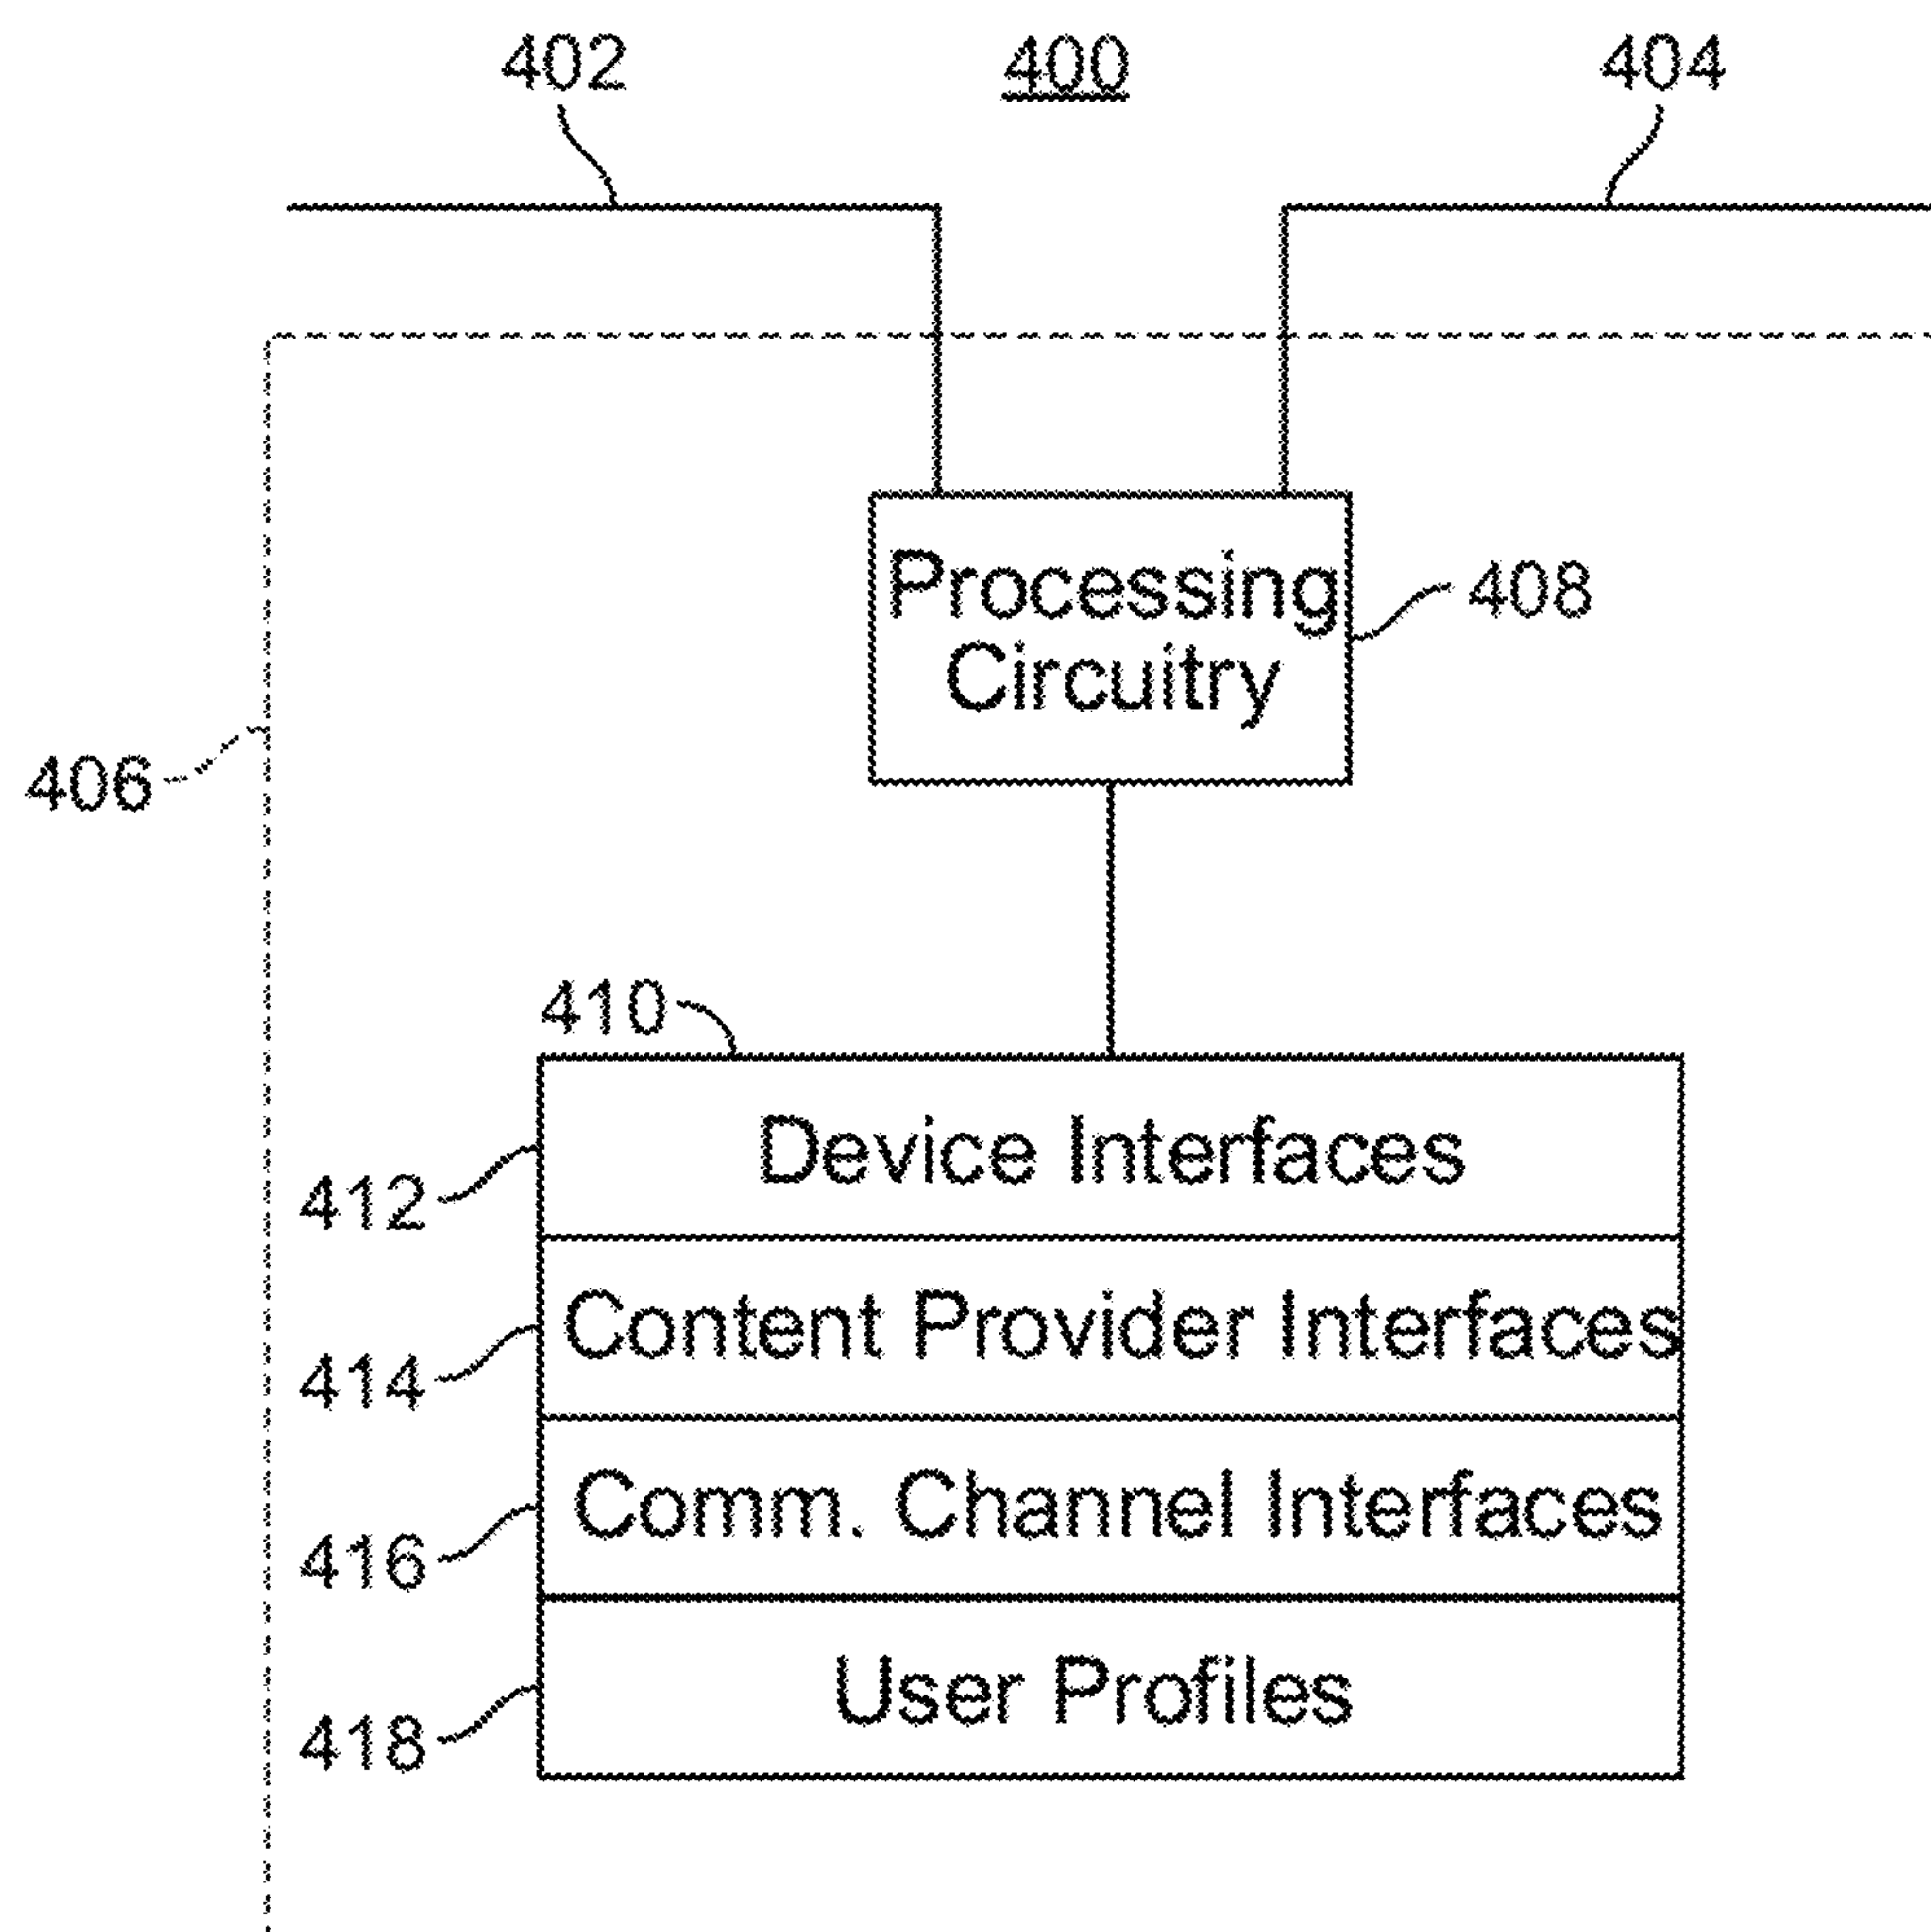 402
400
404
Processing
Circuitry
408
406
410
Device Interfaces
412
Content Provider Interfaces
414
Comm. Channel Interfaces
416
User Profiles
418